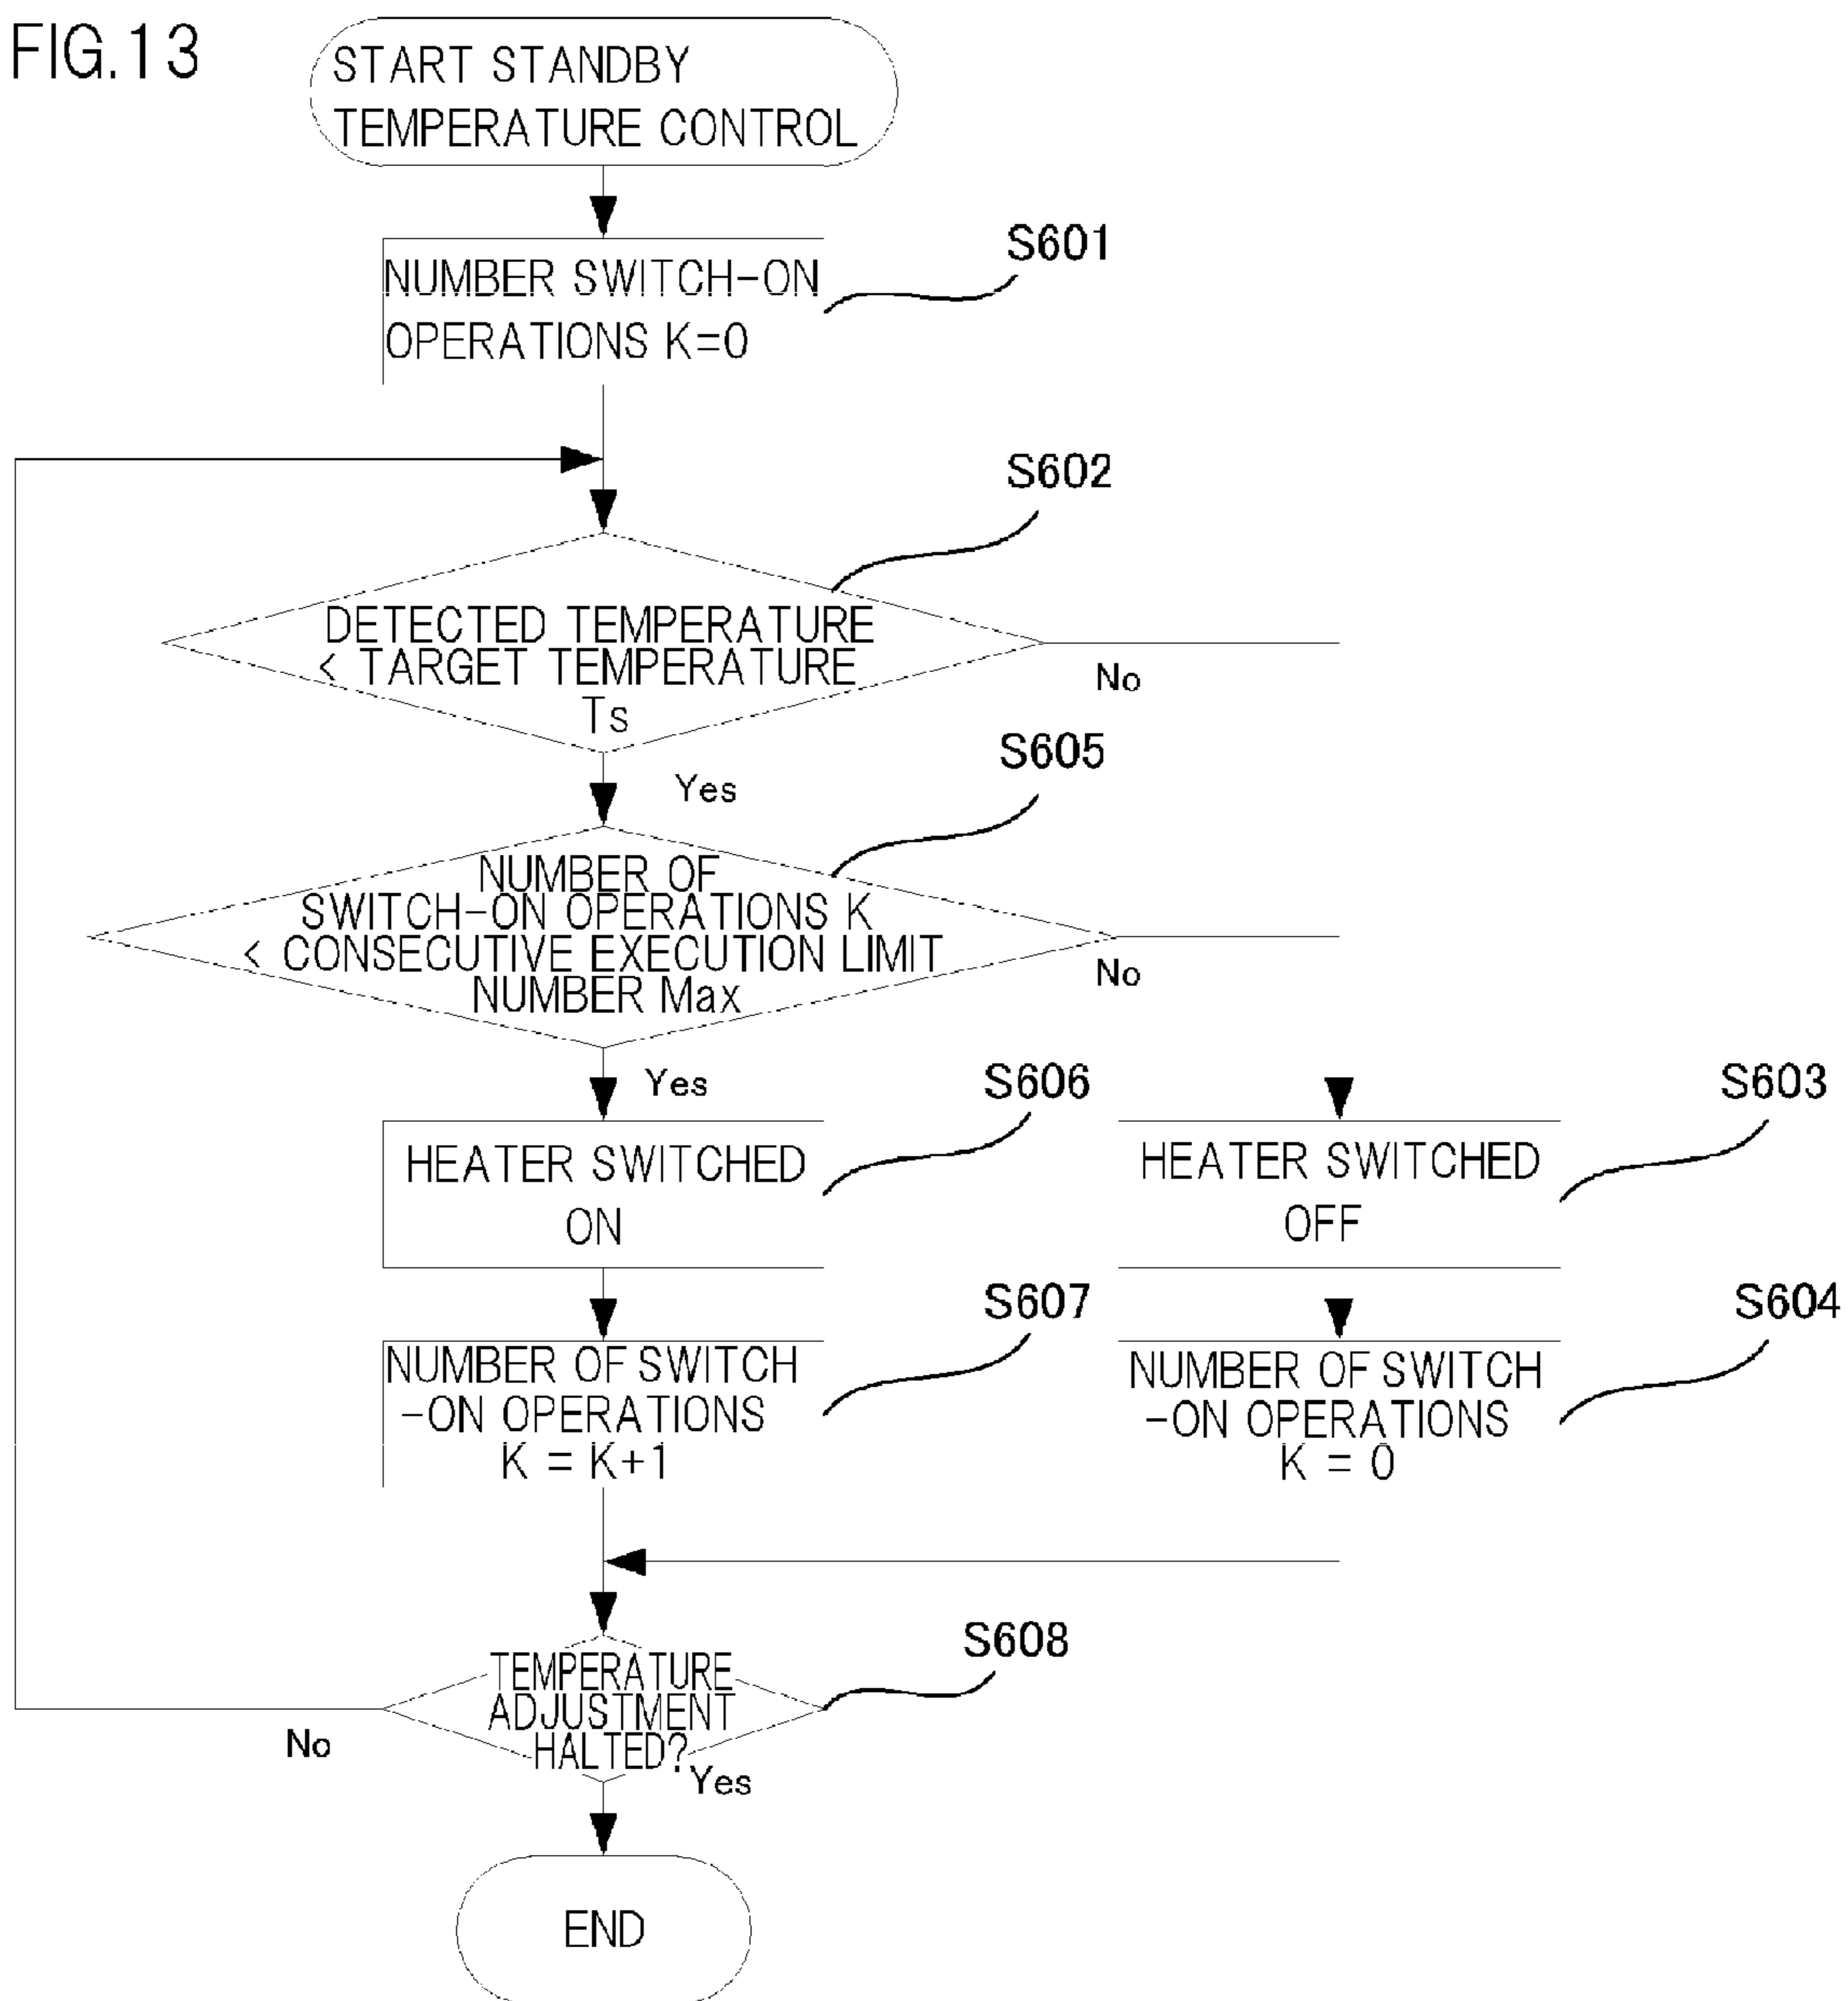 FIG.13
START STANDBY
TEMPERATURE CONTROL
S601
NUMBER SWITCH-ON
OPERATIONS K=0
S602
DETECTED TEMPERATURE
< TARGET TEMPERATURE
Ts
No
Yes
S605
NUMBER OF
SWITCH-ON OPERATIONS K
< CONSECUTIVE EXECUTION LIMIT
NUMBER Max
No
Yes
S606
HEATER SWITCHED
ON
S603
HEATER SWITCHED
OFF
S607
NUMBER OF SWITCH
-ON OPERATIONS
K = K+1
S604
NUMBER OF SWITCH
-ON OPERATIONS
K = 0
S608
TEMPERATURE
ADJUSTMENT
HALTED?
No
Yes
END